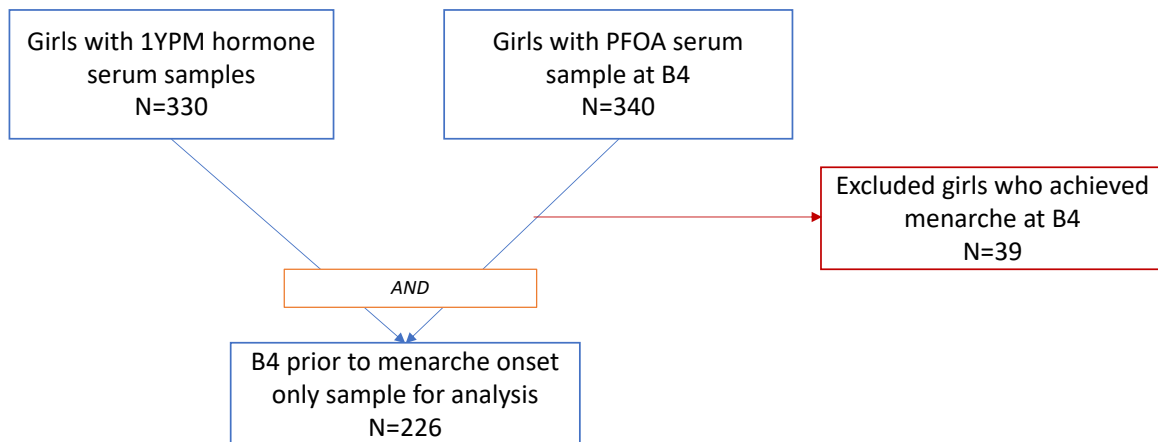 Girls with 1YPM hormone
serum samples
N=330
Girls with PFOA serum
sample at B4
N=340
Excluded girls who achieved
menarche at B4
N=39
AND
B4 prior to menarche onset
only sample for analysis
N=226